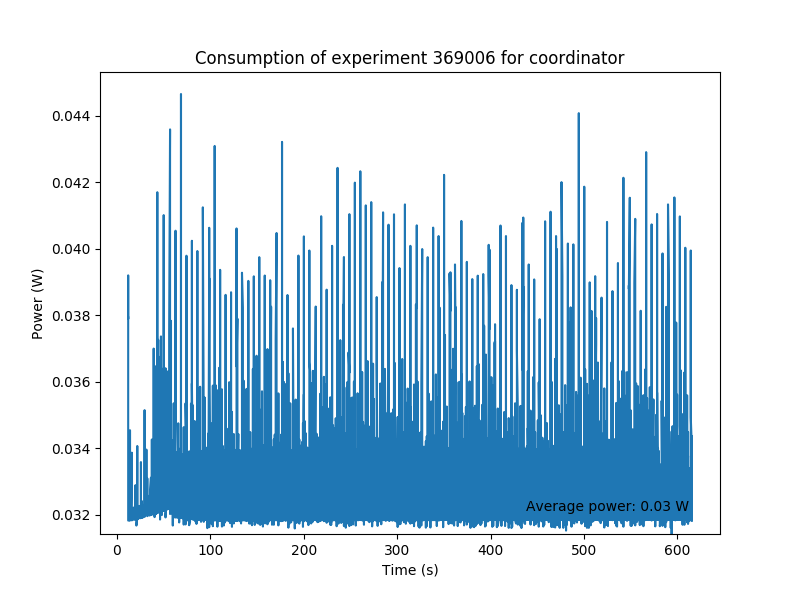 Consumption of experiment 369006 for coordinator
0.044
0.042
0.040
0.038
0.036
0.034
0.032
Power (W)
Average power: 0.03 W
0 100 200 300 400 500 600
Time (s)